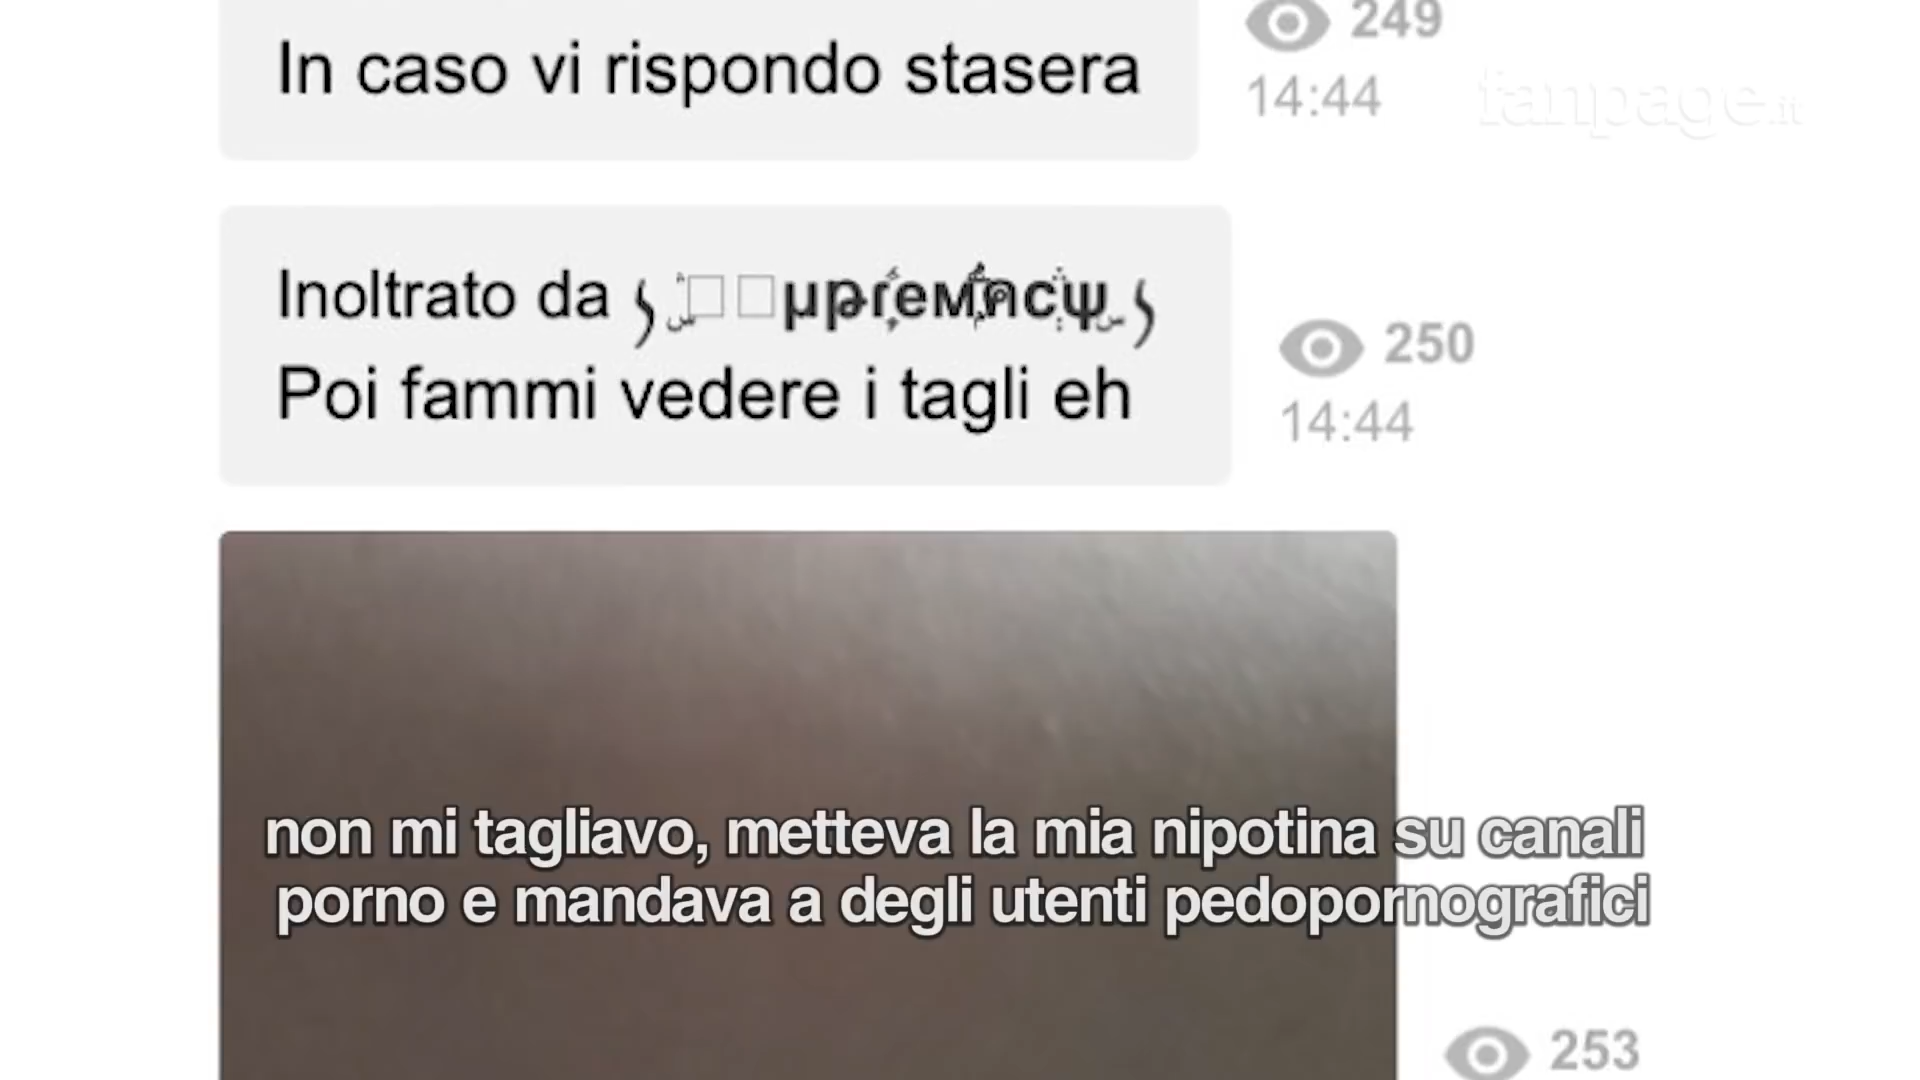 In caso vi rispondo stasera
249
14:44
fanpage.it
Inoltrato da
Poi fammi vedere i tagli eh
250
14:44
non mi tagliavo, metteva la mia nipotina su canali
porno e mandava a degli utenti pedopornografici
253